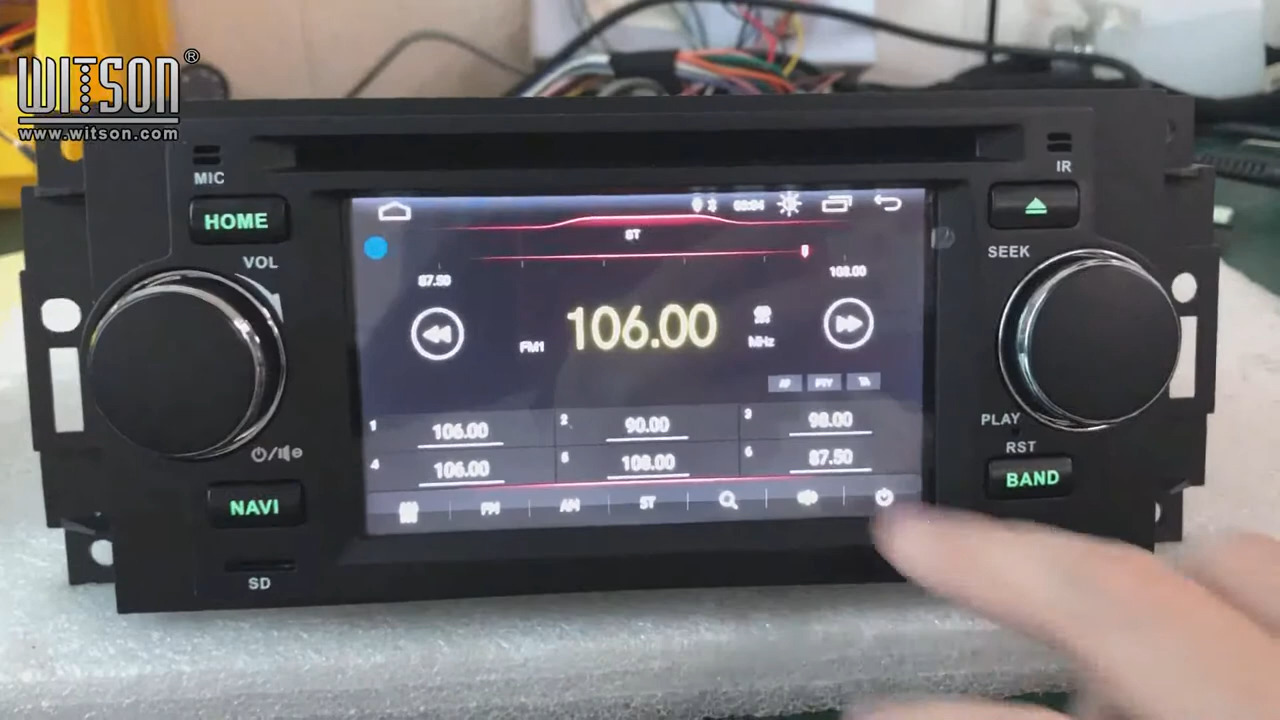 WITSON®
www.witson.com
MIC
IR
HOME
VOL
SEEK
ST
87.50
108.00
106.00
FM1
MHz
AF
PTY
TA
1
106.00
2
90.00
3
98.00
4
106.00
5
108.00
6
87.50
FM
AM
ST
PLAY
RST
NAVI
BAND
SD